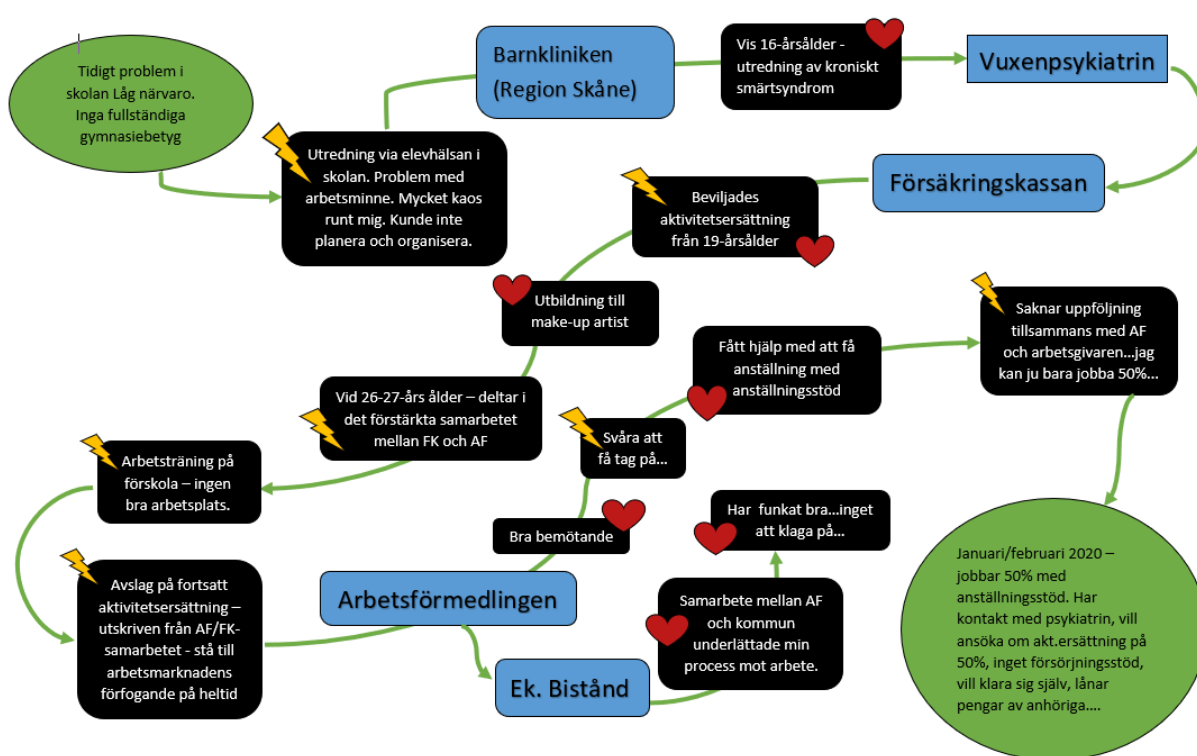 Tidigt problem i
skolan Låg närvaro.
Inga fullständiga
gymnasiebetyg
Utredning via elevhälsan i
skolan. Problem med
arbetsminne. Mycket kaos
runt mig. Kunde inte
planera och organisera.
Barnkliniken
(Region Skåne)
Vis 16-årsålder -
utredning av kroniskt
smärtsyndrom
Vuxenpsykiatrin
Försäkringskassan
Beviljades
aktivitetsersättning
från 19-årsålder
Utbildning till
make-up artist
Vid 26-27-års ålder – deltar i
det förstärkta samarbetet
mellan FK och AF
Arbetsträning på
förskola – ingen
bra arbetsplats.
Avslag på fortsatt
aktivitetsersättning –
utskriven från AF/FK-
samarbetet - stå till
arbetsmarknadens
förfogande på heltid
Arbetsförmedlingen
Bra bemötande
Svåra att
få tag på...
Fått hjälp med att få
anställning med
anställningsstöd
Saknar uppföljning
tillsammans med AF
och arbetsgivaren...jag
kan ju bara jobba 50%...
Ek. Bistånd
Samarbete mellan AF
och kommun
underlättade min
process mot arbete.
Har  funkat bra...inget
att klaga på...
Januari/februari 2020 –
jobbar 50% med
anställningsstöd. Har
kontakt med psykiatrin, vill
ansöka om akt.ersättning på
50%, inget försörjningsstöd,
vill klara sig själv, lånar
pengar av anhöriga....